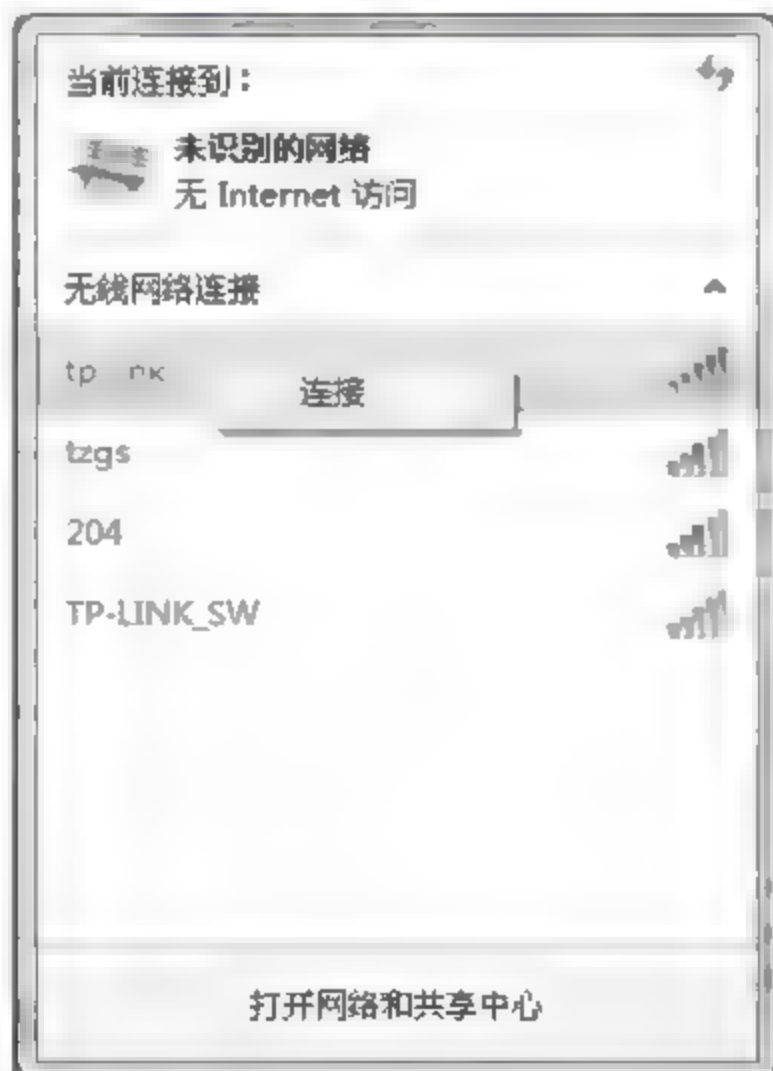 当前连接到：
未识别的网络
无 Internet 访问
无线网络连接
连接
tzgs
204
TP-LINK_SW
打开网络和共享中心